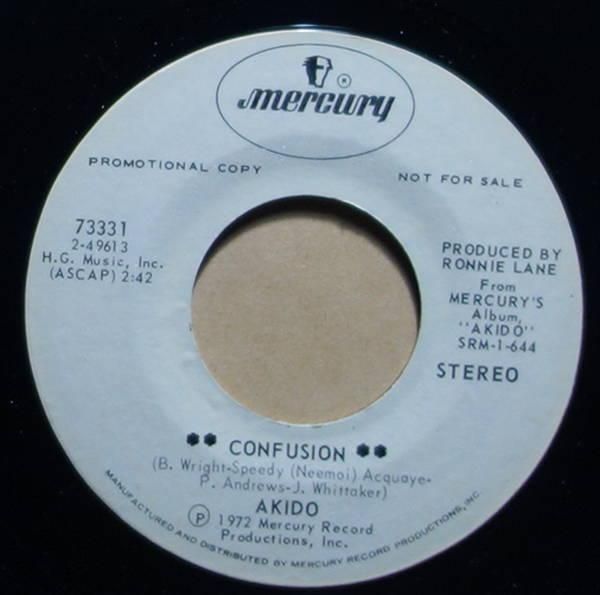 mercury
®
PROMOTIONAL COPY
NOT FOR SALE
73331
2-49613
H.G. Music, Inc.
(ASCAP) 2:42
PRODUCED BY
RONNIE LANE
From
MERCURY'S
Album,
"AKIDO"
SRM-1-644
STEREO
** CONFUSION **
(B. Wright-Speedy (Neemoi) Acquaye-
P. Andrews-J. Whittaker)
AKIDO
℗ 1972 Mercury Record
Productions, Inc.
MANUFACTURED AND DISTRIBUTED BY MERCURY RECORD PRODUCTIONS, INC.